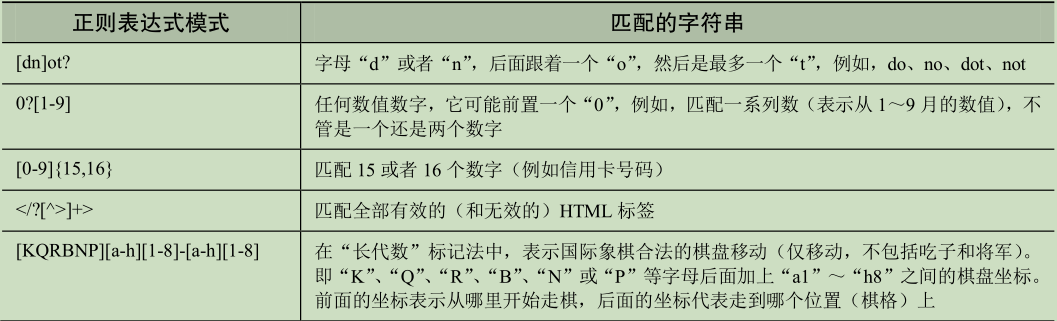 正则表达式模式 匹配的字符串
[dn]ot? 字母“d”或者“n”，后面跟着一个“o”，然后是最多一个“t”，例如，do、no、dot、not
0?[1-9] 任何数值数字，它可能前置一个“0”，例如，匹配一系列数（表示从 1～9 月的数值），不
管是一个还是两个数字
[0-9]{15,16} 匹配 15 或者 16 个数字（例如信用卡号码）
</?[^>]+> 匹配全部有效的（和无效的）HTML 标签
[KQRBNP][a-h][1-8]-[a-h][1-8] 在“长代数”标记法中，表示国际象棋合法的棋盘移动（仅移动，不包括吃子和将军）。
即“K”、“Q”、“R”、“B”、“N”或“P”等字母后面加上“a1”～“h8”之间的棋盘坐标。
前面的坐标表示从哪里开始走棋，后面的坐标代表走到哪个位置（棋格）上